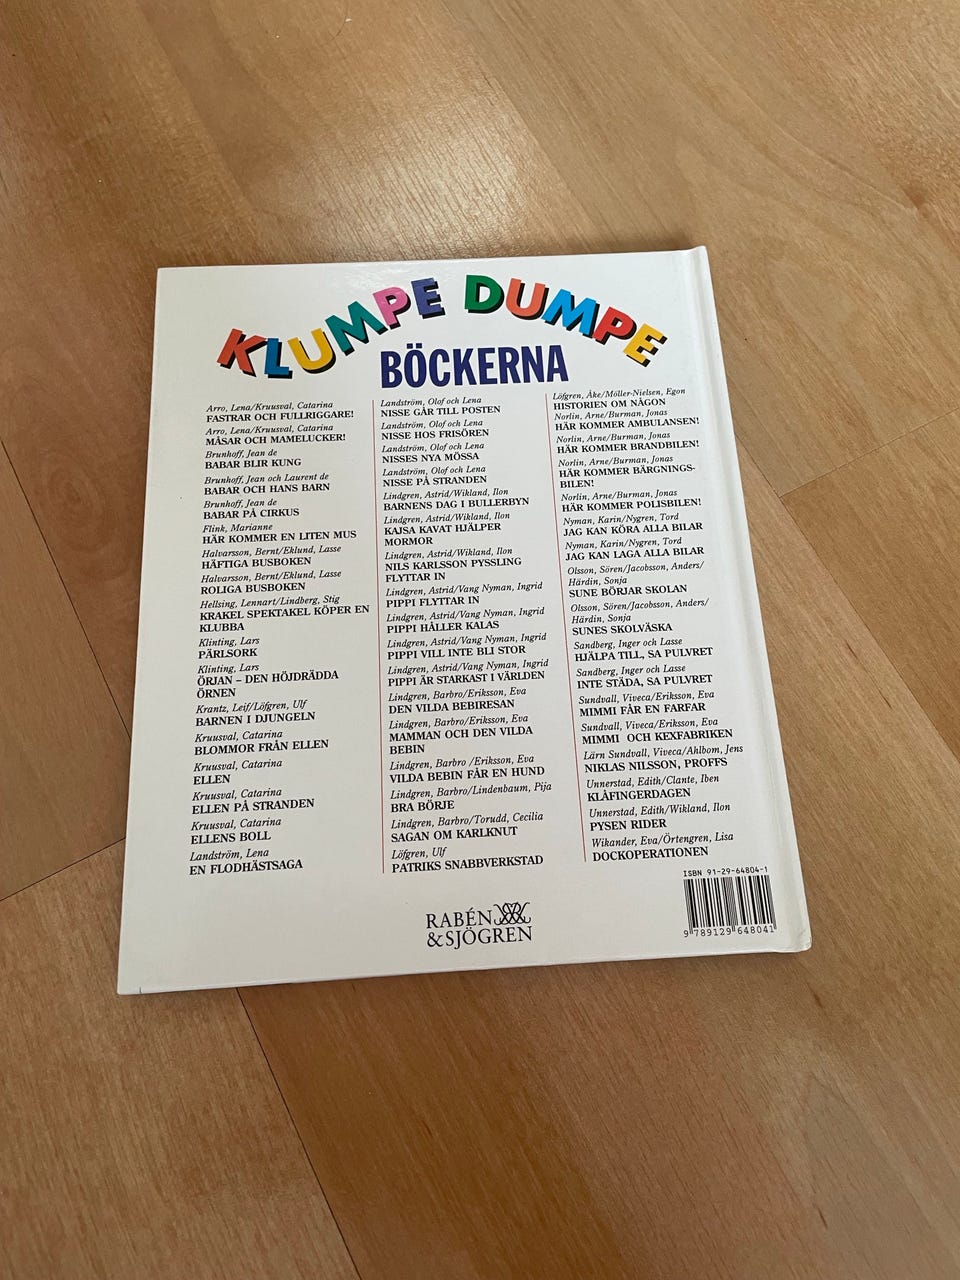 KLUMPE DUMPE
BÖCKERNA
Arro, Lena/Kruusval, Catarina
FASTRAR OCH FULLRIGGARE!
Arro, Lena/Kruusval, Catarina
MÅSAR OCH MAMELUCKER!
Brunhoff, Jean de
BABAR BLIR KUNG
Brunhoff, Jean och Laurent de
BABAR OCH HANS BARN
Brunhoff, Jean de
BABAR PÅ CIRKUS
Flink, Marianne
HÄR KOMMER EN LITEN MUS
Halvarsson, Bernt/Eklund, Lasse
HÄFTIGA BUSBOKEN
Halvarsson, Bernt/Eklund, Lasse
ROLIGA BUSBOKEN
Hellsing, Lennart/Lindberg, Stig
KRAKEL SPEKTAKEL KÖPER EN
KLUBBA
Klinting, Lars
PÄRLSORK
Klinting, Lars
ÖRJAN – DEN HÖJDRÄDDA
ÖRNEN
Krantz, Leif/Löfgren, Ulf
BARNEN I DJUNGELN
Kruusval, Catarina
BLOMMOR FRÅN ELLEN
Kruusval, Catarina
ELLEN
Kruusval, Catarina
ELLEN PÅ STRANDEN
Kruusval, Catarina
ELLENS BOLL
Landström, Lena
EN FLODHÄSTSAGA
Landström, Olof och Lena
NISSE GÅR TILL POSTEN
Landström, Olof och Lena
NISSE HOS FRISÖREN
Landström, Olof och Lena
NISSES NYA MÖSSA
Landström, Olof och Lena
NISSE PÅ STRANDEN
Lindgren, Astrid/Wikland, Ilon
BARNENS DAG I BULLERBYN
Lindgren, Astrid/Wikland, Ilon
KAJSA KAVAT HJÄLPER
MORMOR
Lindgren, Astrid/Wikland, Ilon
NILS KARLSSON PYSSLING
FLYTTAR IN
Lindgren, Astrid/Vang Nyman, Ingrid
PIPPI FLYTTAR IN
Lindgren, Astrid/Vang Nyman, Ingrid
PIPPI HÅLLER KALAS
Lindgren, Astrid/Vang Nyman, Ingrid
PIPPI VILL INTE BLI STOR
Lindgren, Astrid/Vang Nyman, Ingrid
PIPPI ÄR STARKAST I VÄRLDEN
Lindgren, Barbro/Eriksson, Eva
DEN VILDA BEBIRESAN
Lindgren, Barbro/Eriksson, Eva
MAMMAN OCH DEN VILDA
BEBIN
Lindgren, Barbro /Eriksson, Eva
VILDA BEBIN FÅR EN HUND
Lindgren, Barbro/Lindenbaum, Pija
BRA BÖRJE
Lindgren, Barbro/Torudd, Cecilia
SAGAN OM KARLKNUT
Löfgren, Ulf
PATRIKS SNABBVERKSTAD
Löfgren, Åke/Möller-Nielsen, Egon
HISTORIEN OM NÅGON
Norlin, Arne/Burman, Jonas
HÄR KOMMER AMBULANSEN!
Norlin, Arne/Burman, Jonas
HÄR KOMMER BRANDBILEN!
Norlin, Arne/Burman, Jonas
HÄR KOMMER BÄRGNINGS-
BILEN!
Norlin, Arne/Burman, Jonas
HÄR KOMMER POLISBILEN!
Nyman, Karin/Nygren, Tord
JAG KAN KÖRA ALLA BILAR
Nyman, Karin/Nygren, Tord
JAG KAN LAGA ALLA BILAR
Olsson, Sören/Jacobsson, Anders/
Härdin, Sonja
SUNE BÖRJAR SKOLAN
Olsson, Sören/Jacobsson, Anders/
Härdin, Sonja
SUNES SKOLVÄSKA
Sandberg, Inger och Lasse
HJÄLPA TILL, SA PULVRET
Sandberg, Inger och Lasse
INTE STÄDA, SA PULVRET
Sundvall, Viveca/Eriksson, Eva
MIMMI FÅR EN FARFAR
Sundvall, Viveca/Eriksson, Eva
MIMMI OCH KEXFABRIKEN
Lärn Sundvall, Viveca/Ahlbom, Jens
NIKLAS NILSSON, PROFFS
Unnerstad, Edith/Clante, Iben
KLÅFINGERDAGEN
Unnerstad, Edith/Wikland, Ilon
PYSEN RIDER
Wikander, Eva/Örtengren, Lisa
DOCKOPERATIONEN
RABÉN
&SJÖGREN
ISBN 91-29-64804-1
9 789129 648041